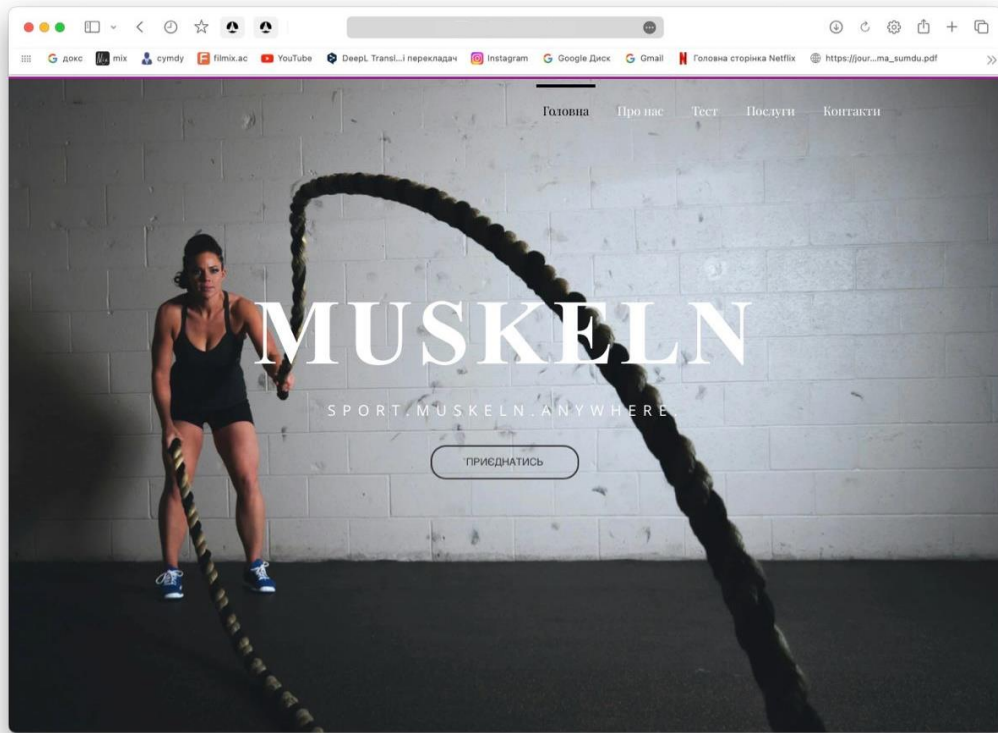 докс mix сумду filmix.ac YouTube DeepL Transl...i перекладач Instagram Google Диск Gmail Головна сторінка Netflix https://jour...ma_sumdu.pdf
Головна Про нас Тест Послуги Контакти
MUSKELN
SPORT.MUSKELN.ANYWHERE.
ПРИЄДНАТИСЬ